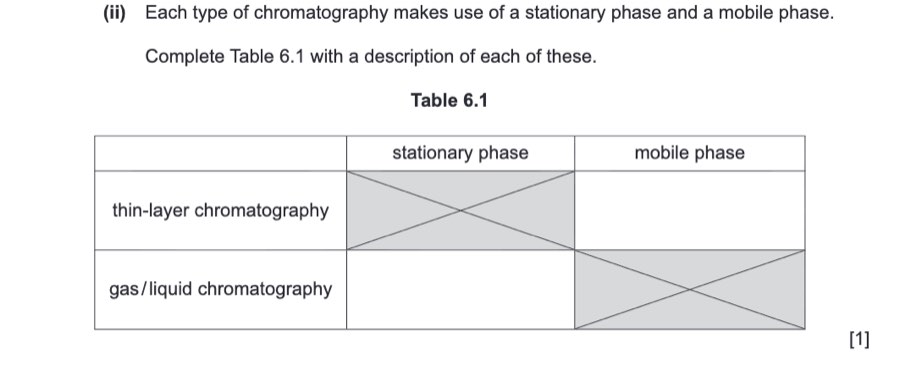 (ii) Each type of chromatography makes use of a stationary phase and a mobile phase.
Complete Table 6.1 with a description of each of these.
Table 6.1
stationary phase mobile phase
thin-layer chromatography
gas/liquid chromatography
[1]